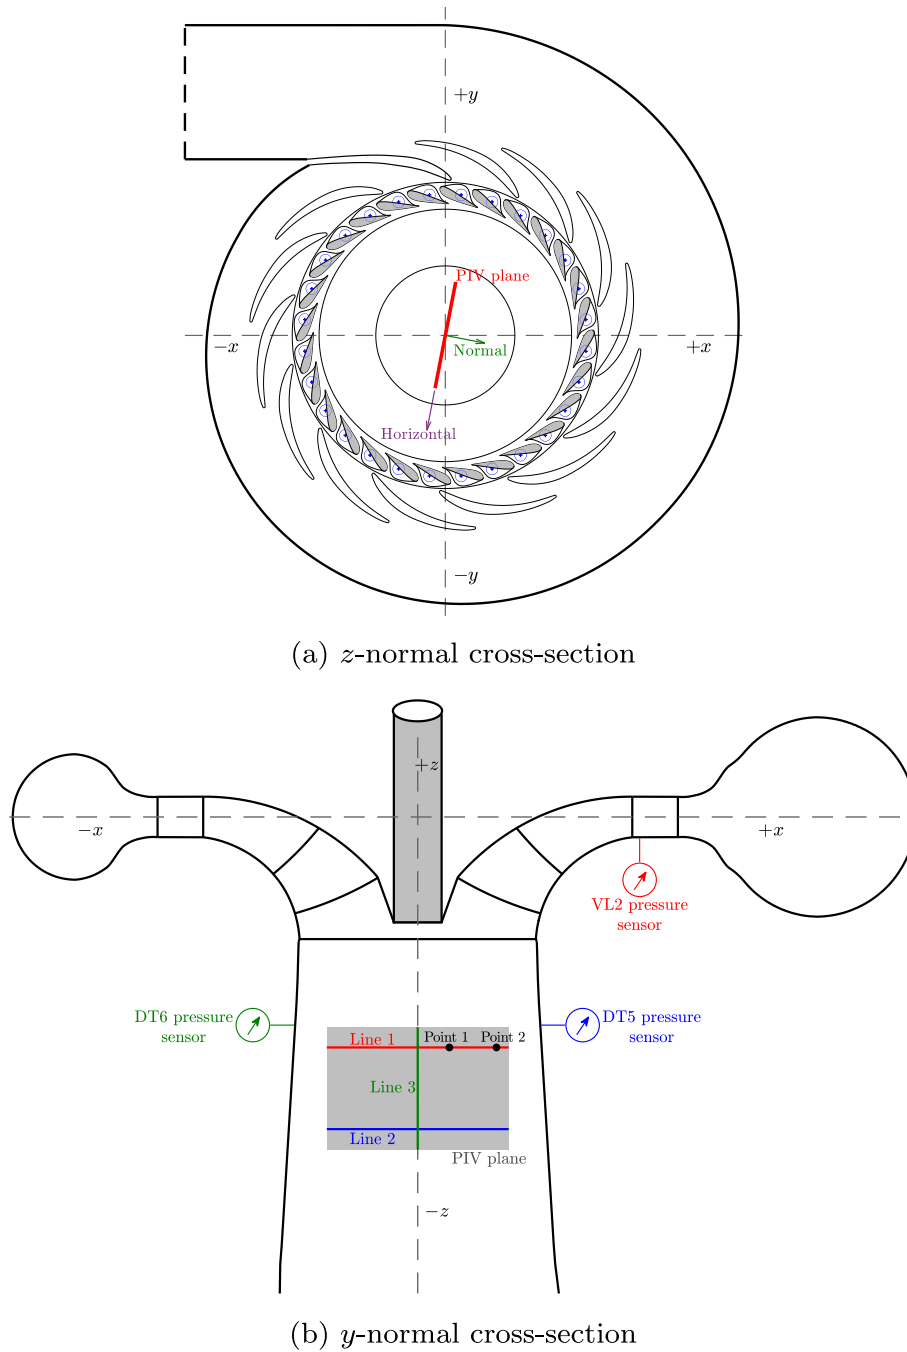 +y
PIV plane
−x
+x
Normal
Horizontal
−y
(a) z-normal cross-section
+z
−x
+x
VL2 pressure
sensor
DT6 pressure
sensor
DT5 pressure
sensor
Line 1
Point 1
Point 2
Line 3
Line 2
PIV plane
−z
(b) y-normal cross-section